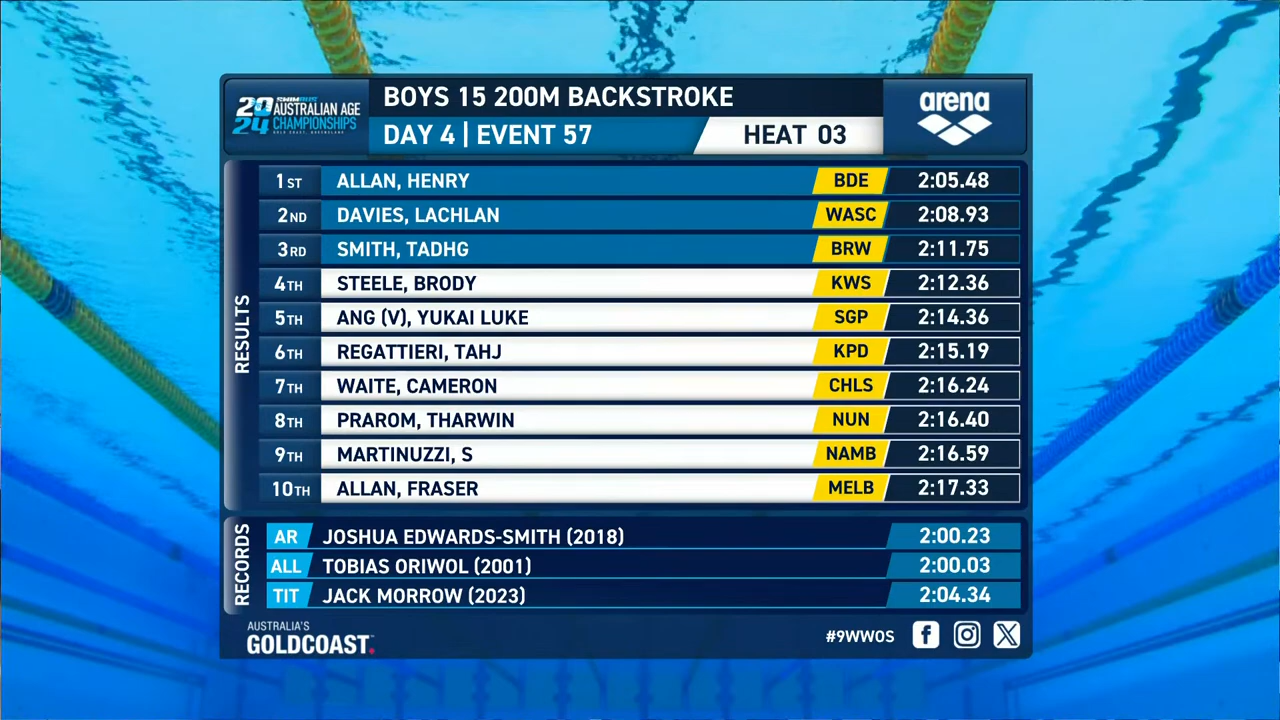 2024 SWIMAUS
AUSTRALIAN AGE
CHAMPIONSHIPS
GOLD COAST, QUEENSLAND
BOYS 15 200M BACKSTROKE
DAY 4 | EVENT 57
HEAT 03
arena
RESULTS
1ST ALLAN, HENRY BDE 2:05.48
2ND DAVIES, LACHLAN WASC 2:08.93
3RD SMITH, TADHG BRW 2:11.75
4TH STEELE, BRODY KWS 2:12.36
5TH ANG (V), YUKAI LUKE SGP 2:14.36
6TH REGATTIERI, TAHJ KPD 2:15.19
7TH WAITE, CAMERON CHLS 2:16.24
8TH PRAROM, THARWIN NUN 2:16.40
9TH MARTINUZZI, S NAMB 2:16.59
10TH ALLAN, FRASER MELB 2:17.33
RECORDS
AR JOSHUA EDWARDS-SMITH (2018) 2:00.23
ALL TOBIAS ORIWOL (2001) 2:00.03
TIT JACK MORROW (2023) 2:04.34
AUSTRALIA'S
GOLDCOAST.
#9WWOS